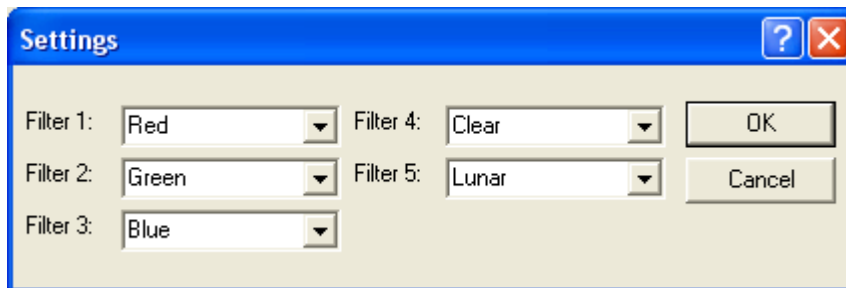 Settings
Filter 1: Red Filter 4: Clear OK
Filter 2: Green Filter 5: Lunar Cancel
Filter 3: Blue